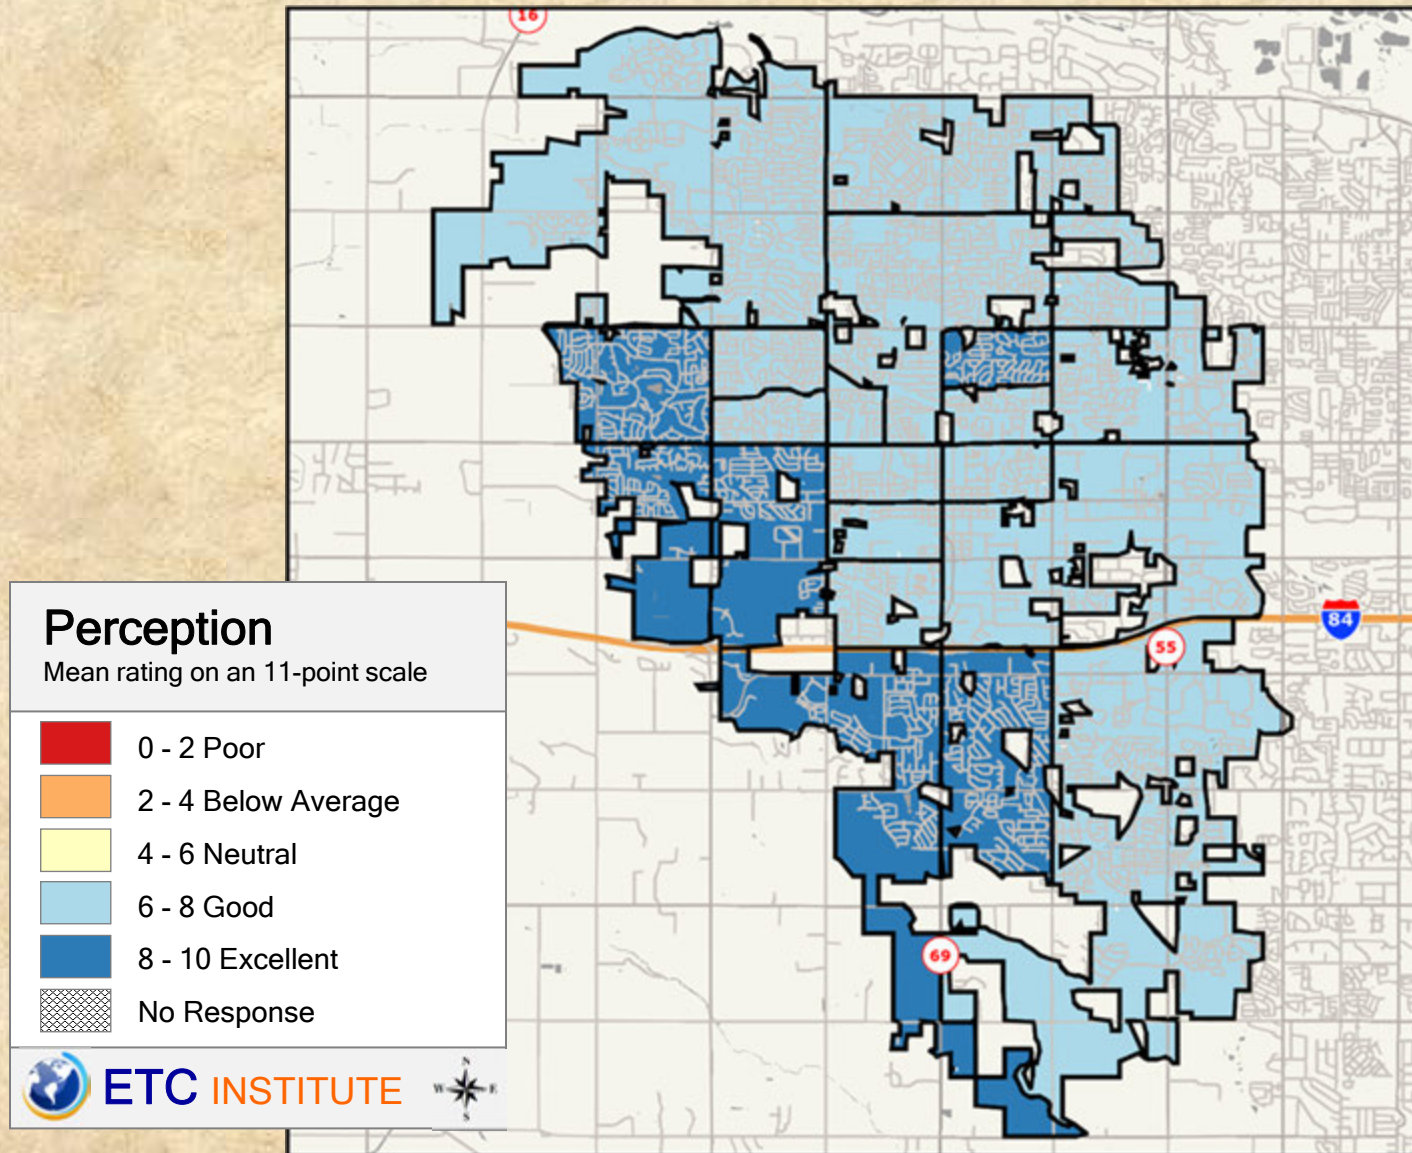 16
84
55
Perception
Mean rating on an 11-point scale
0 - 2 Poor
2 - 4 Below Average
4 - 6 Neutral
6 - 8 Good
8 - 10 Excellent
No Response
69
ETC INSTITUTE
N
W E
S